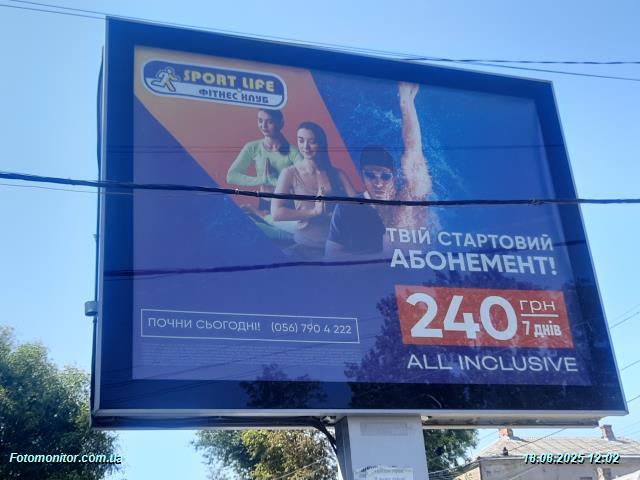 SPORT LIFE
ФІТНЕС КЛУБ
ТВІЙ СТАРТОВИЙ
АБОНЕМЕНТ!
240 грн
7 днів
ПОЧНИ СЬОГОДНІ! (056) 790 4 222
ALL INCLUSIVE
Fotomonitor.com.ua
18.08.2025 12:02